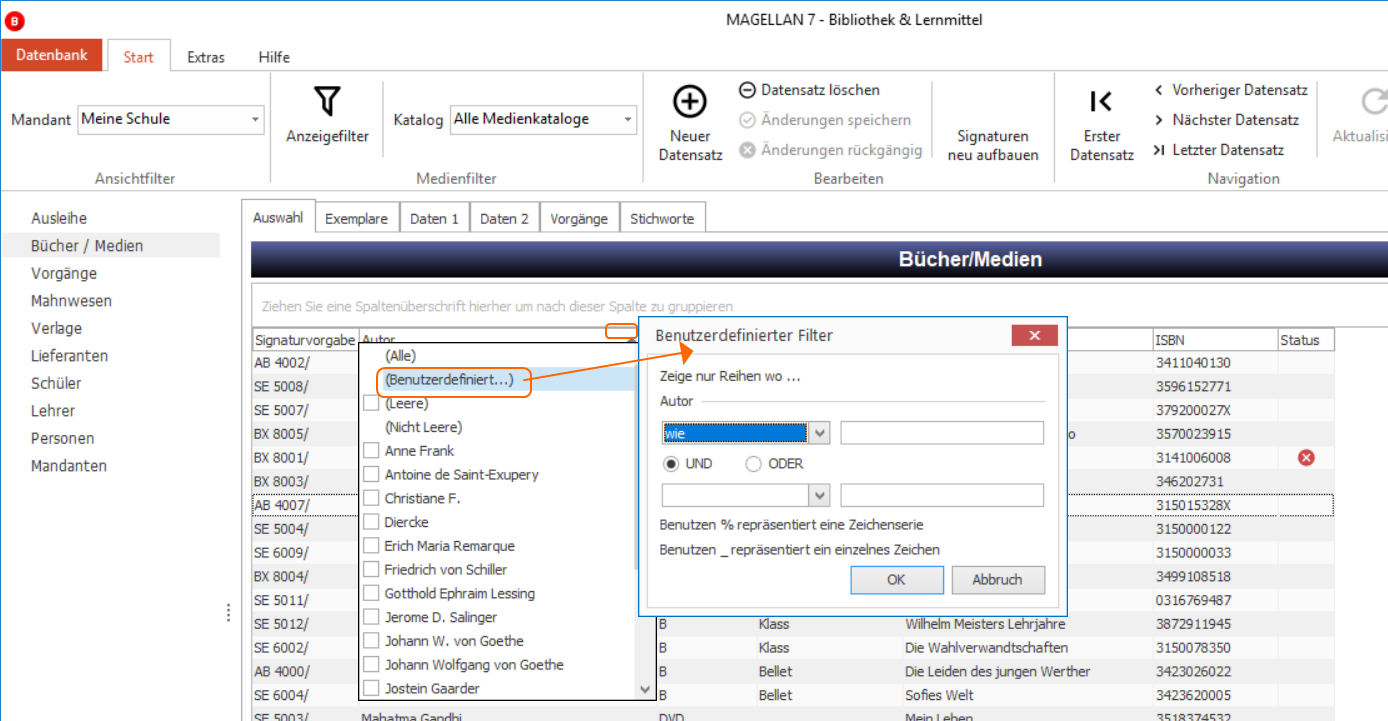 B
MAGELLAN 7 - Bibliothek & Lernmittel
Datenbank Start Extras Hilfe
Mandant Meine Schule
Ansichtfilter
Anzeigefilter
Katalog Alle Medienkataloge
Medienfilter
Neuer
Datensatz
Datensatz löschen
Änderungen speichern
Änderungen rückgängig
Signaturen
neu aufbauen
Bearbeiten
Erster
Datensatz
Vorheriger Datensatz
Nächster Datensatz
Letzter Datensatz
Navigation
Aktualisi
Ausleihe
Bücher / Medien
Vorgänge
Mahnwesen
Verlage
Lieferanten
Schüler
Lehrer
Personen
Mandanten
Auswahl Exemplare Daten 1 Daten 2 Vorgänge Stichworte
Bücher/Medien
Ziehen Sie eine Spaltenüberschrift hierher um nach dieser Spalte zu gruppieren
Signaturvorgabe Autor ISBN Status
AB 4002/ 3411040130
SE 5008/ 3596152771
SE 5007/ 379200027X
BX 8005/ o 3570023915
BX 8001/ 3141006008
BX 8003/ 346202731
AB 4007/ 315015328X
SE 5004/ 3150000122
SE 6009/ 3150000033
BX 8004/ 3499108518
SE 5011/ 0316769487
SE 5012/ B Klass Wilhelm Meisters Lehrjahre 3872911945
SE 6002/ B Klass Die Wahlverwandtschaften 3150078350
AB 4000/ B Bellet Die Leiden des jungen Werther 3423026022
SE 6004/ B Bellet Sofies Welt 3423620005
SE 5003/ Mahatma Gandhi DVD Mein Leben 3518374532
(Alle)
(Benutzerdefiniert...)
(Leere)
(Nicht Leere)
Anne Frank
Antoine de Saint-Exupery
Christiane F.
Diercke
Erich Maria Remarque
Friedrich von Schiller
Gotthold Ephraim Lessing
Jerome D. Salinger
Johann W. von Goethe
Johann Wolfgang von Goethe
Jostein Gaarder
Benutzerdefinierter Filter
Zeige nur Reihen wo ...
Autor
wie
UND ODER
Benutzen % repräsentiert eine Zeichenserie
Benutzen _ repräsentiert ein einzelnes Zeichen
OK Abbruch